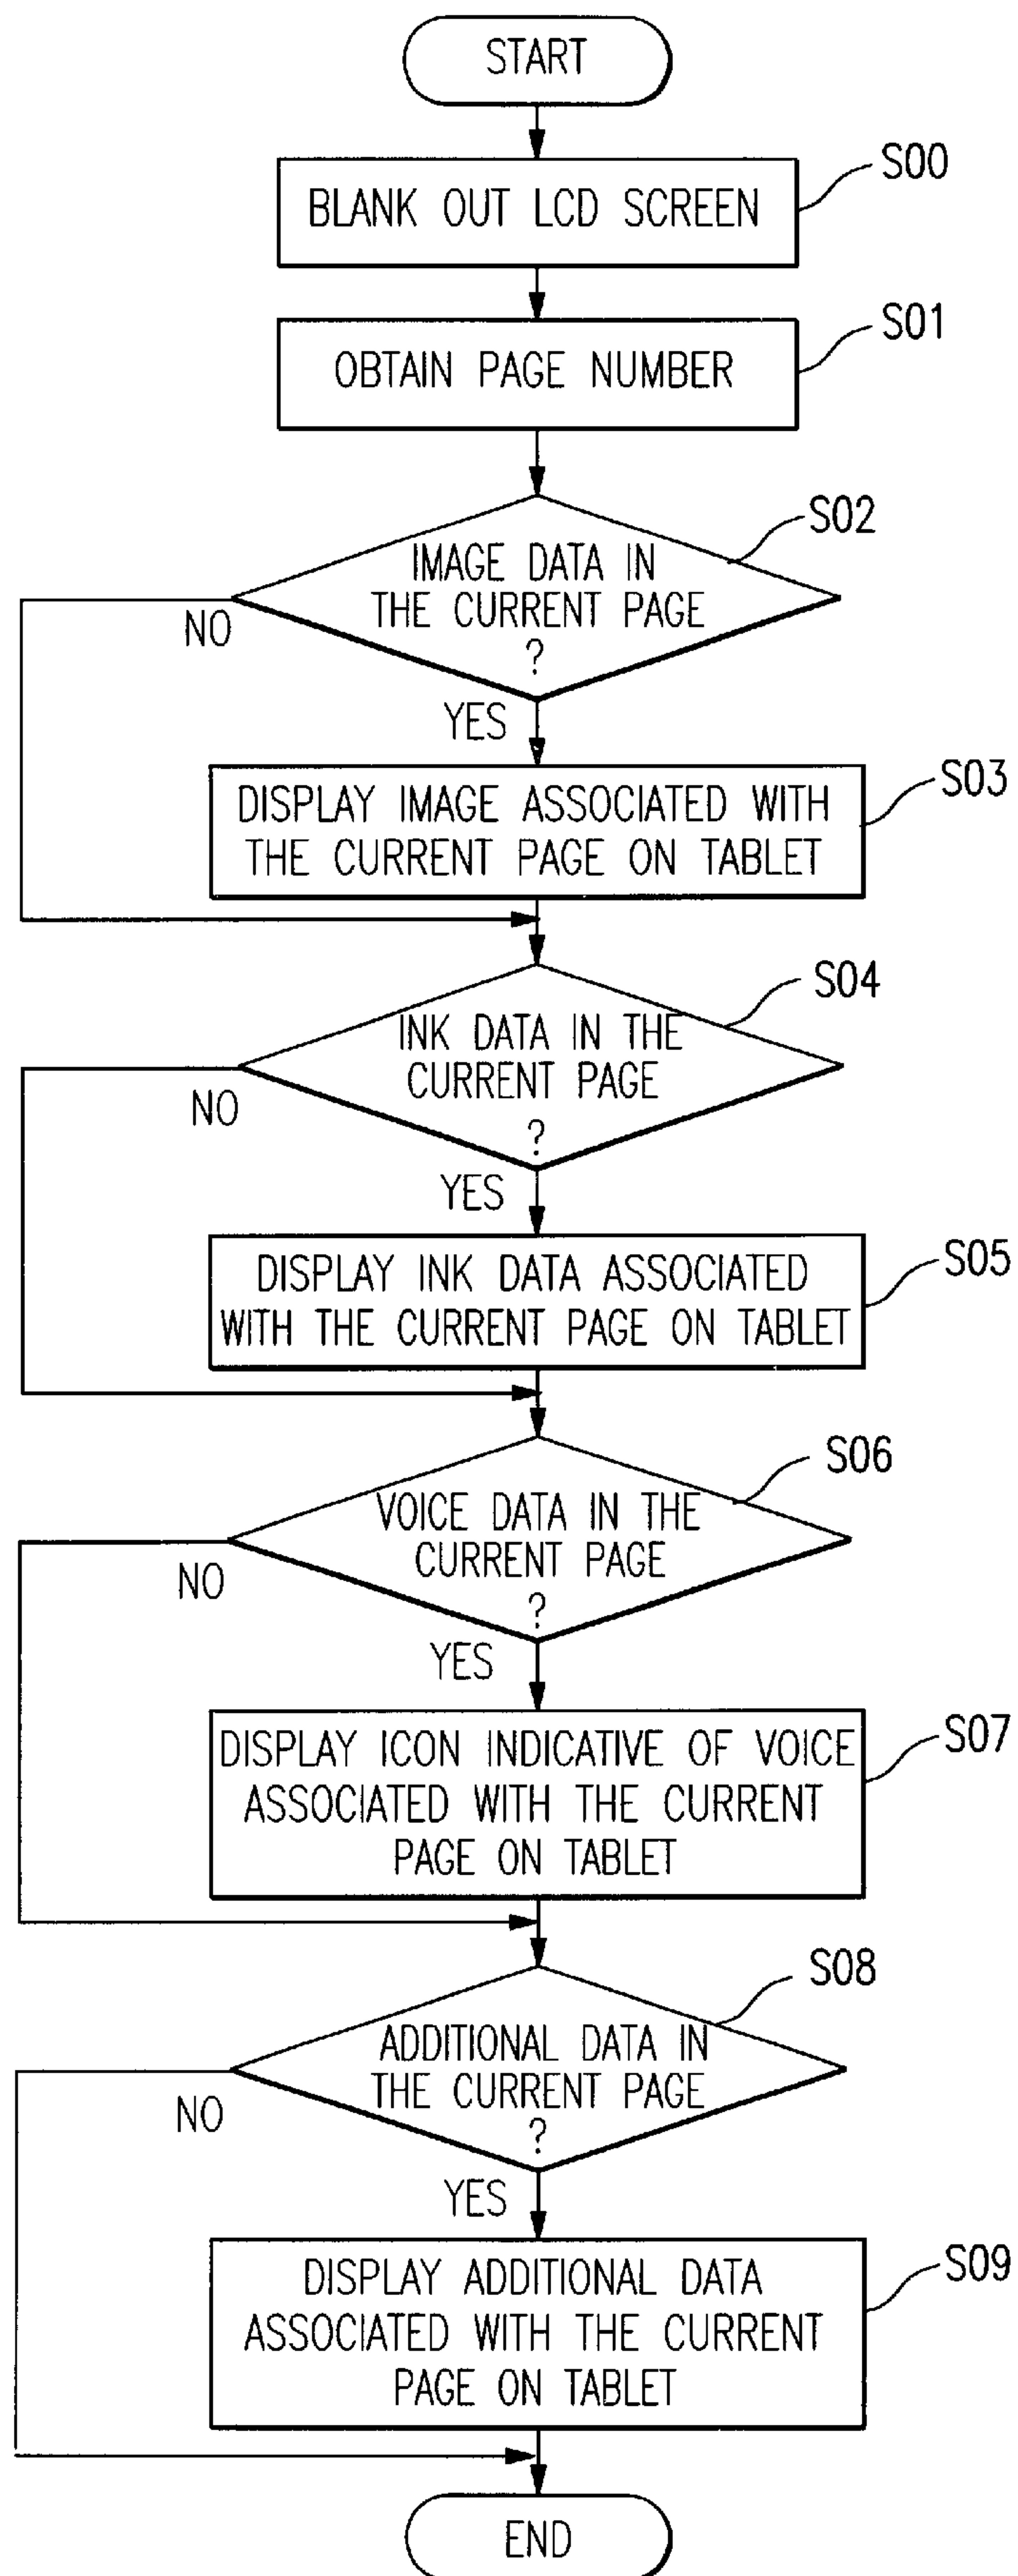 START
S00
BLANK OUT LCD SCREEN
S01
OBTAIN PAGE NUMBER
S02
IMAGE DATA IN
THE CURRENT PAGE
?
NO
YES
S03
DISPLAY IMAGE ASSOCIATED WITH
THE CURRENT PAGE ON TABLET
S04
INK DATA IN THE
CURRENT PAGE
?
NO
YES
S05
DISPLAY INK DATA ASSOCIATED
WITH THE CURRENT PAGE ON TABLET
S06
VOICE DATA IN THE
CURRENT PAGE
?
NO
YES
S07
DISPLAY ICON INDICATIVE OF VOICE
ASSOCIATED WITH THE CURRENT
PAGE ON TABLET
S08
ADDITIONAL DATA IN
THE CURRENT PAGE
?
NO
YES
S09
DISPLAY ADDITIONAL DATA
ASSOCIATED WITH THE CURRENT
PAGE ON TABLET
END